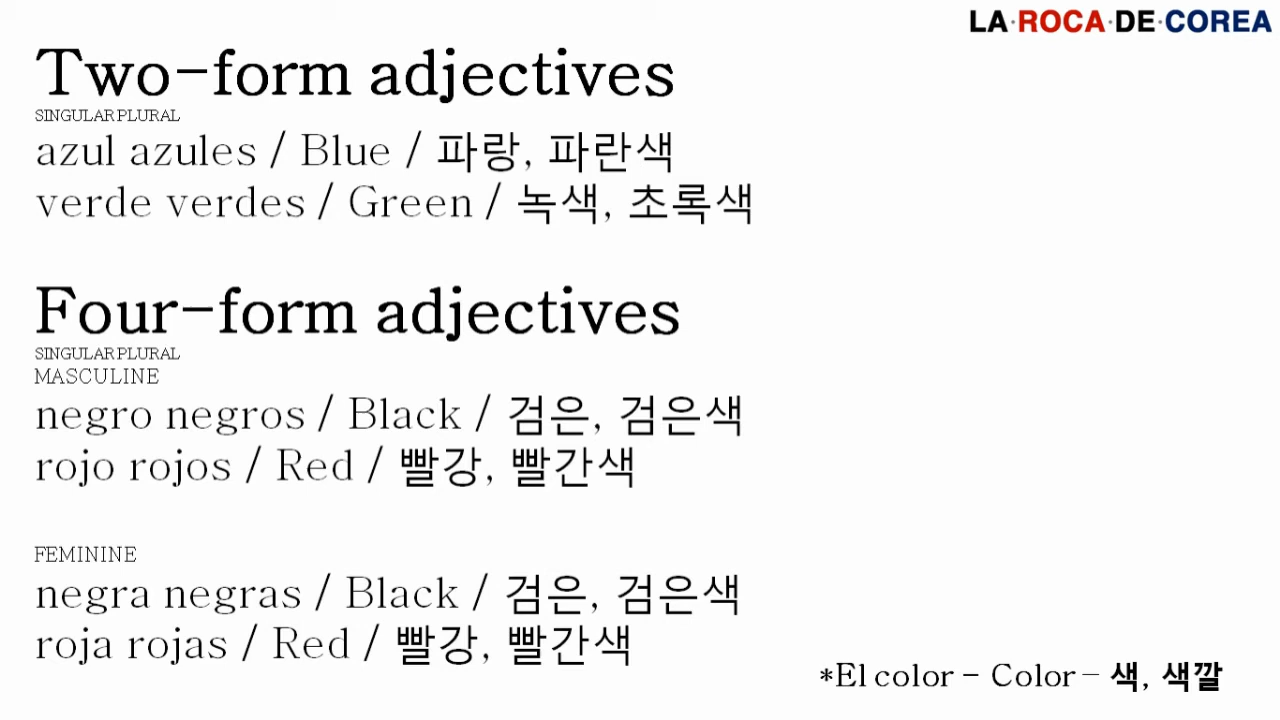 LA·ROCA·DE·COREA
Two-form adjectives
SINGULAR PLURAL
azul azules / Blue / 파랑, 파란색
verde verdes / Green / 녹색, 초록색
Four-form adjectives
SINGULAR PLURAL
MASCULINE
negro negros / Black / 검은, 검은색
rojo rojos / Red / 빨강, 빨간색
FEMININE
negra negras / Black / 검은, 검은색
roja rojas / Red / 빨강, 빨간색
*El color - Color - 색, 색깔